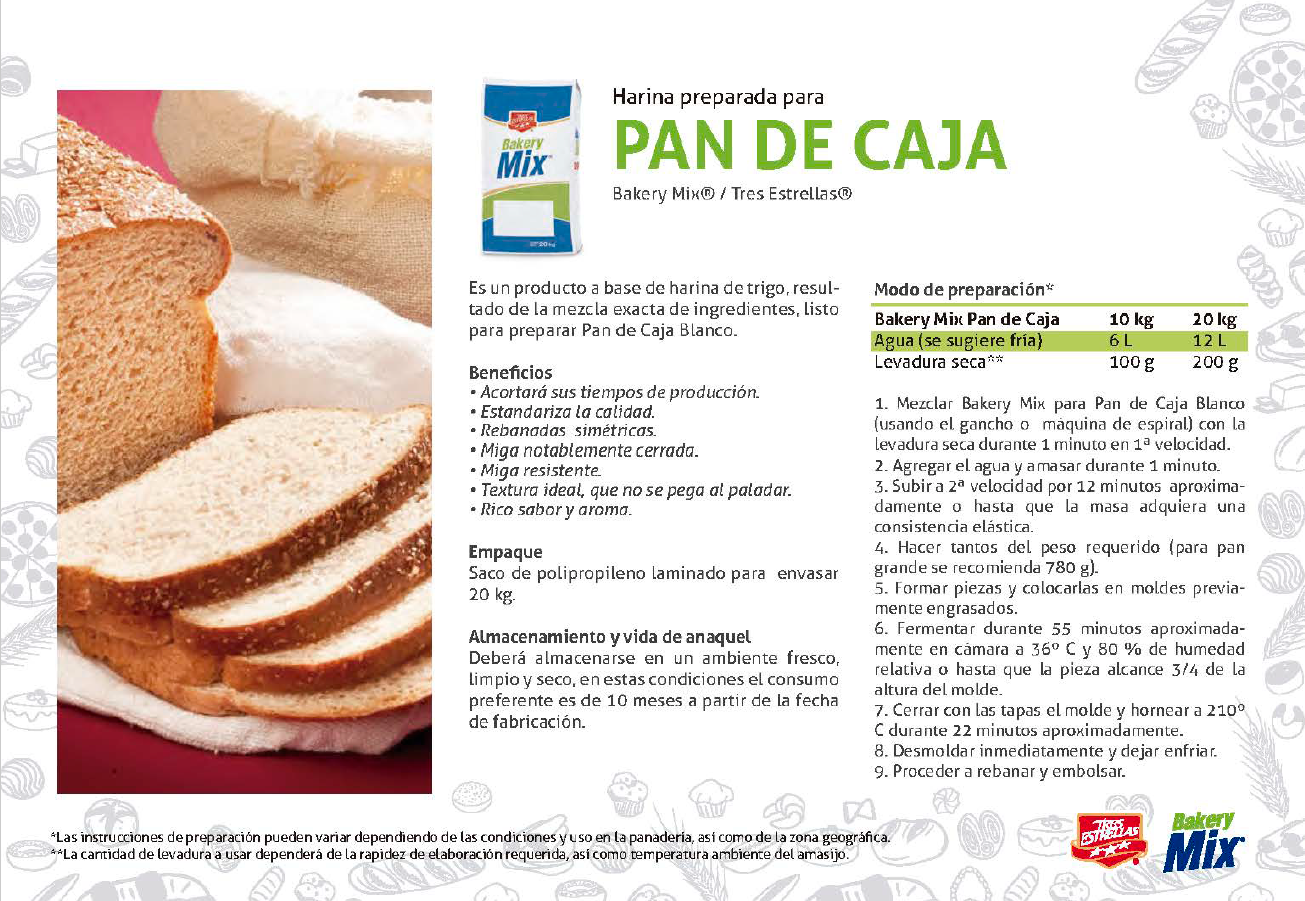 Harina preparada para
PAN DE CAJA
Bakery Mix® / Tres Estrellas®
TRES ESTRELLAS
Bakery
Mix™
20 kg
Es un producto a base de harina de trigo, resul-
tado de la mezcla exacta de ingredientes, listo
para preparar Pan de Caja Blanco.
Beneficios
• Acortará sus tiempos de producción.
• Estandariza la calidad.
• Rebanadas simétricas.
• Miga notablemente cerrada.
• Miga resistente.
• Textura ideal, que no se pega al paladar.
• Rico sabor y aroma.
Empaque
Saco de polipropileno laminado para envasar
20 kg.
Almacenamiento y vida de anaquel
Deberá almacenarse en un ambiente fresco,
limpio y seco, en estas condiciones el consumo
preferente es de 10 meses a partir de la fecha
de fabricación.
Modo de preparación*
Bakery Mix Pan de Caja 10 kg 20 kg
Agua (se sugiere fría) 6 L 12 L
Levadura seca** 100 g 200 g
1. Mezclar Bakery Mix para Pan de Caja Blanco
(usando el gancho o máquina de espiral) con la
levadura seca durante 1 minuto en 1ª velocidad.
2. Agregar el agua y amasar durante 1 minuto.
3. Subir a 2ª velocidad por 12 minutos aproxima-
damente o hasta que la masa adquiera una
consistencia elástica.
4. Hacer tantos del peso requerido (para pan
grande se recomienda 780 g).
5. Formar piezas y colocarlas en moldes previa-
mente engrasados.
6. Fermentar durante 55 minutos aproximada-
mente en cámara a 36º C y 80 % de humedad
relativa o hasta que la pieza alcance 3/4 de la
altura del molde.
7. Cerrar con las tapas el molde y hornear a 210º
C durante 22 minutos aproximadamente.
8. Desmoldar inmediatamente y dejar enfriar.
9. Proceder a rebanar y embolsar.
*Las instrucciones de preparación pueden variar dependiendo de las condiciones y uso en la panadería, así como de la zona geográfica.
**La cantidad de levadura a usar dependerá de la rapidez de elaboración requerida, así como temperatura ambiente del amasijo.
TRES
ESTRELLAS
Bakery
Mix